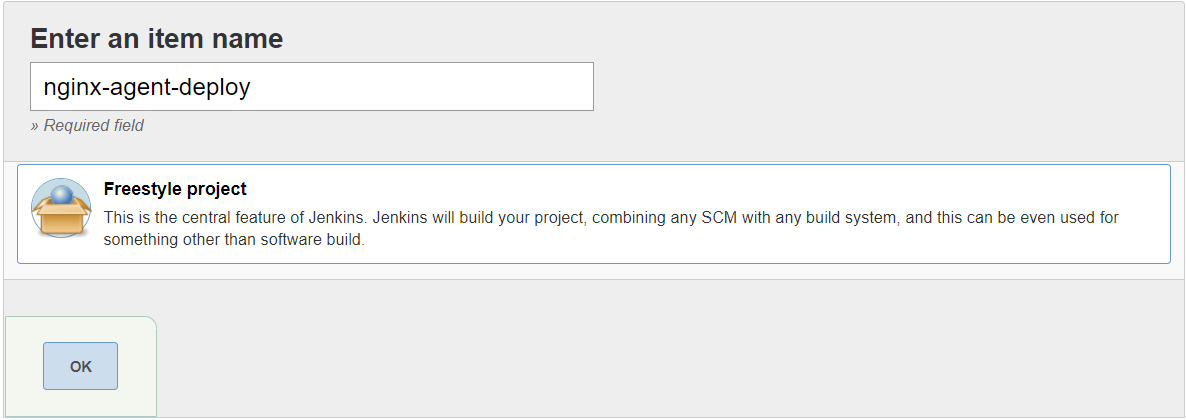 Enter an item name
nginx-agent-deploy
» Required field
Freestyle project
This is the central feature of Jenkins. Jenkins will build your project, combining any SCM with any build system, and this can be even used for
something other than software build.
OK